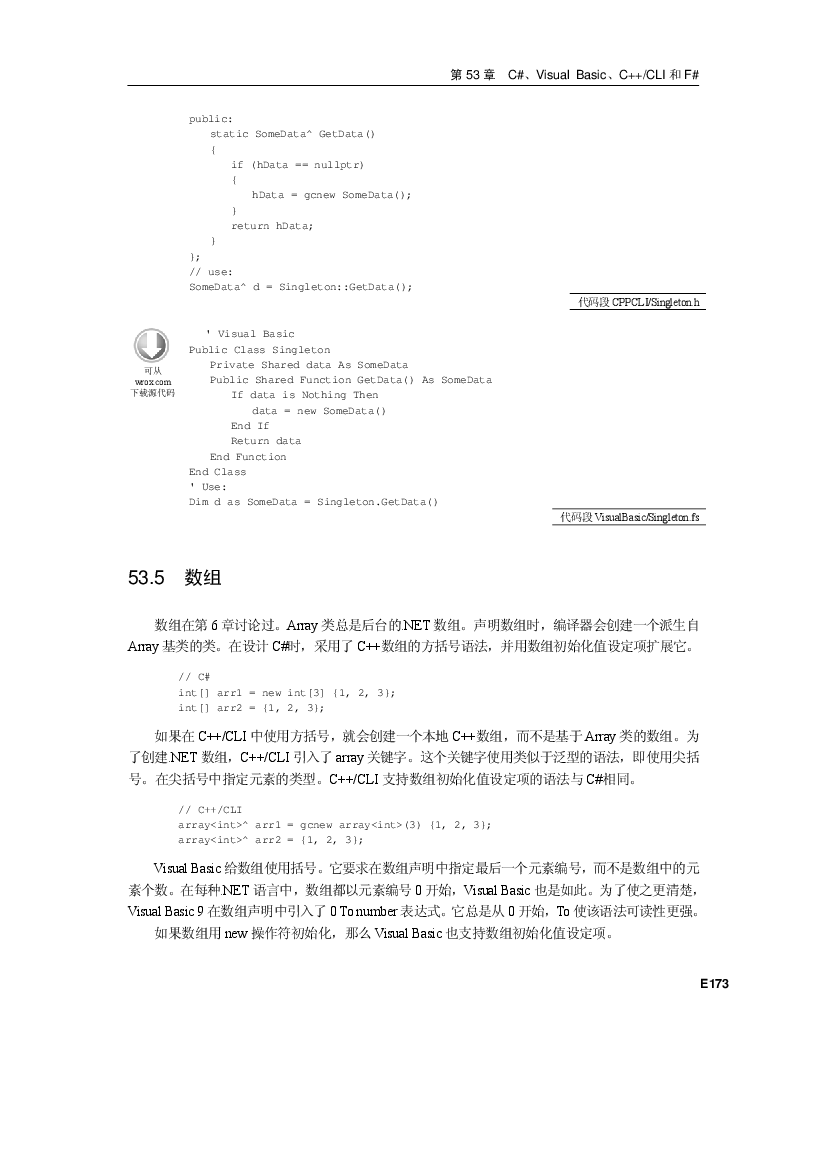 第 53 章 C#、Visual Basic、C++/CLI 和 F#
public:
static SomeData^ GetData()
{
if (hData == nullptr)
{
hData = gcnew SomeData();
}
return hData;
}
};
// use:
SomeData^ d = Singleton::GetData();
代码段 CPPCLI/Singleton.h
可从
wrox.com
下载源代码
' Visual Basic
Public Class Singleton
Private Shared data As SomeData
Public Shared Function GetData() As SomeData
If data is Nothing Then
data = new SomeData()
End If
Return data
End Function
End Class
' Use:
Dim d as SomeData = Singleton.GetData()
代码段 VisualBasic/Singleton.fs
53.5 数组
数组在第 6 章讨论过。Array 类总是后台的.NET 数组。声明数组时，编译器会创建一个派生自
Array 基类的类。在设计 C#时，采用了 C++数组的方括号语法，并用数组初始化值设定项扩展它。
// C#
int[] arr1 = new int[3] {1, 2, 3};
int[] arr2 = {1, 2, 3};
如果在 C++/CLI 中使用方括号，就会创建一个本地 C++数组，而不是基于 Array 类的数组。为
了创建.NET 数组，C++/CLI 引入了 array 关键字。这个关键字使用类似于泛型的语法，即使用尖括
号。在尖括号中指定元素的类型。C++/CLI 支持数组初始化值设定项的语法与 C#相同。
// C++/CLI
array<int>^ arr1 = gcnew array<int>(3) {1, 2, 3};
array<int>^ arr2 = {1, 2, 3};
Visual Basic 给数组使用括号。它要求在数组声明中指定最后一个元素编号，而不是数组中的元
素个数。在每种.NET 语言中，数组都以元素编号 0 开始，Visual Basic 也是如此。为了使之更清楚，
Visual Basic 9 在数组声明中引入了 0 To number 表达式。它总是从 0 开始，To 使该语法可读性更强。
如果数组用 new 操作符初始化，那么 Visual Basic 也支持数组初始化值设定项。
E173